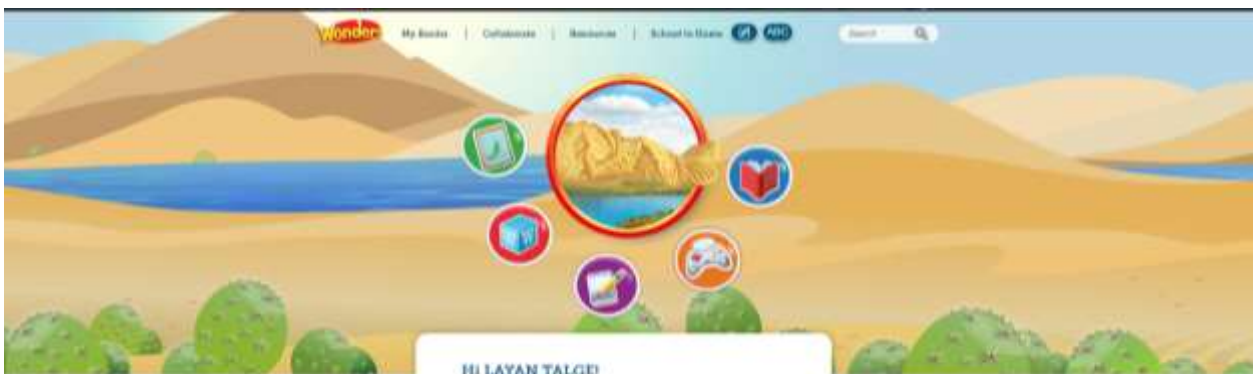 Wonders
My Books | Collaborate | Resources | School to Home ABC Search
Hi LAYAN TALGE!